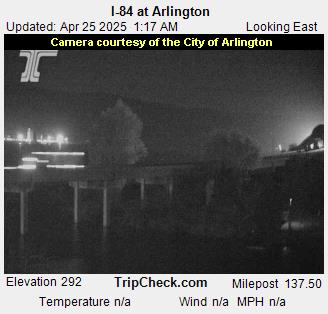 I-84 at Arlington
Updated: Apr 25 2025 1:17 AM Looking East
Camera courtesy of the City of Arlington
Elevation 292 TripCheck.com Milepost 137.50
Temperature n/a Wind n/a MPH n/a